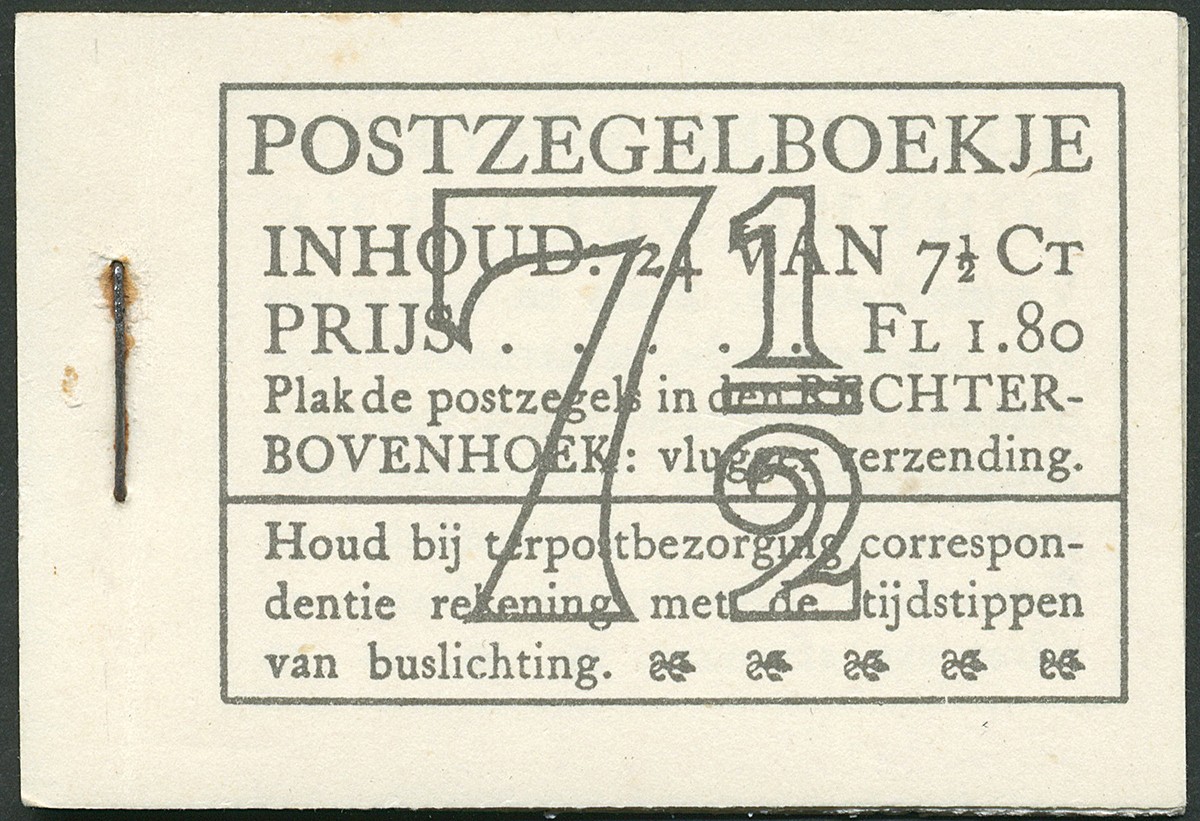 POSTZEGELBOEKJE
INHOUD: 24 VAN 7½ CT
PRIJS . . . . . FL 1.80
Plak de postzegels in den RECHTER-
BOVENHOEK: vlugger verzending.
7½
Houd bij terpostbezorging correspon-
dentie rekening met de tijdstippen
van buslichting.